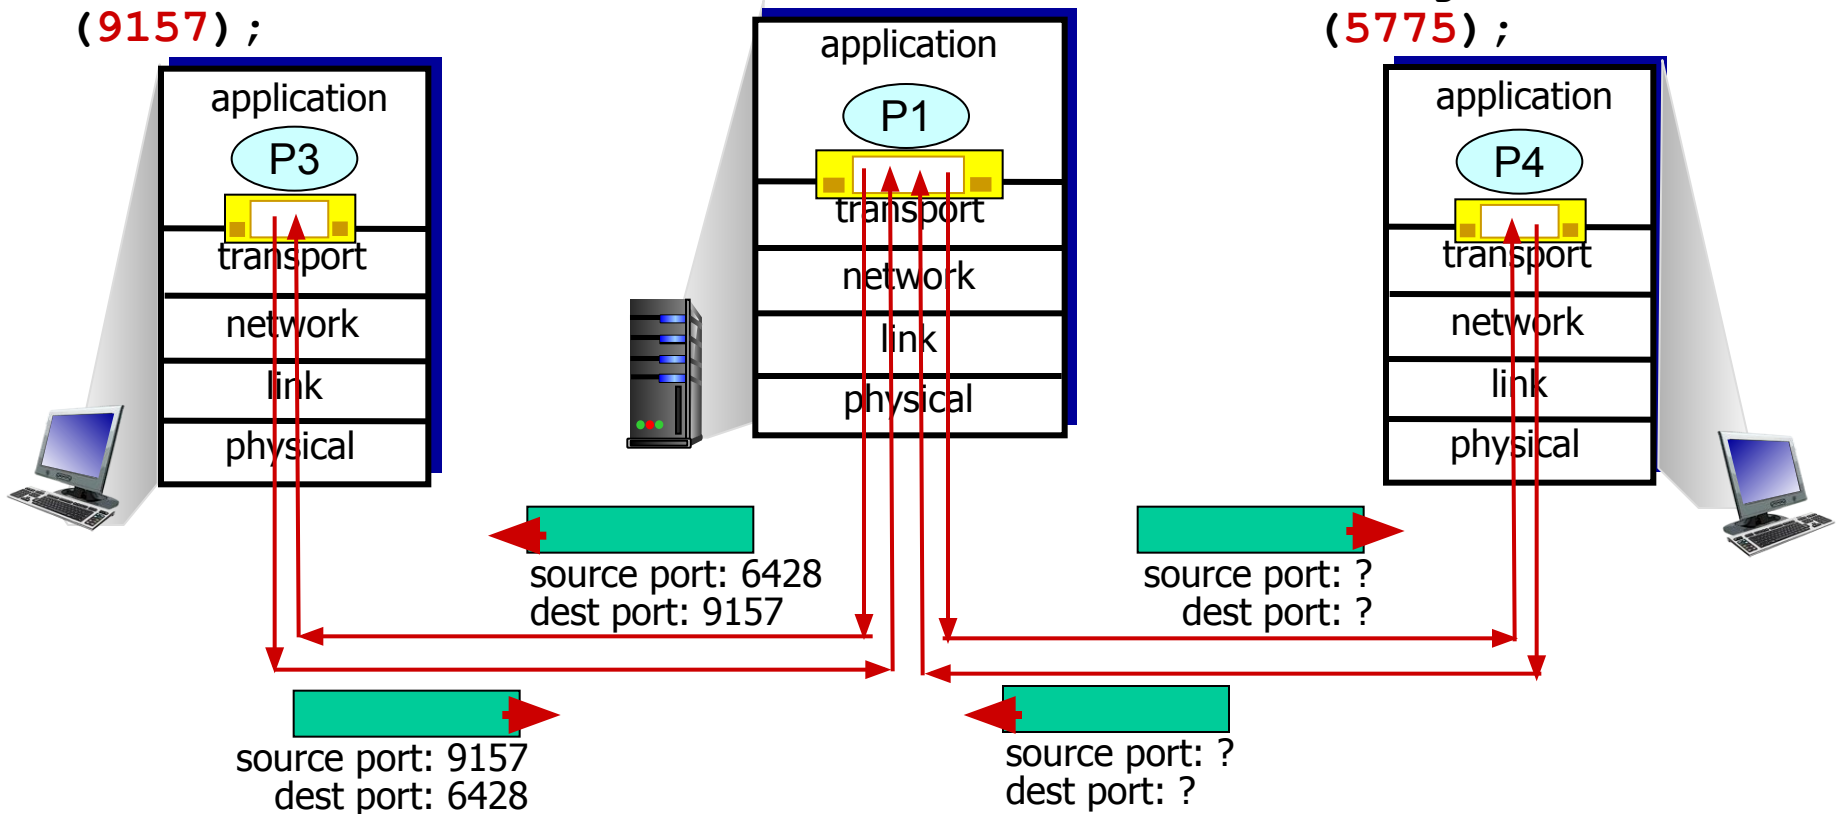 (9157);
(5775);
application
P3
transport
network
link
physical
application
P1
transport
network
link
physical
application
P4
transport
network
link
physical
source port: 6428
dest port: 9157
source port: ?
dest port: ?
source port: 9157
dest port: 6428
source port: ?
dest port: ?